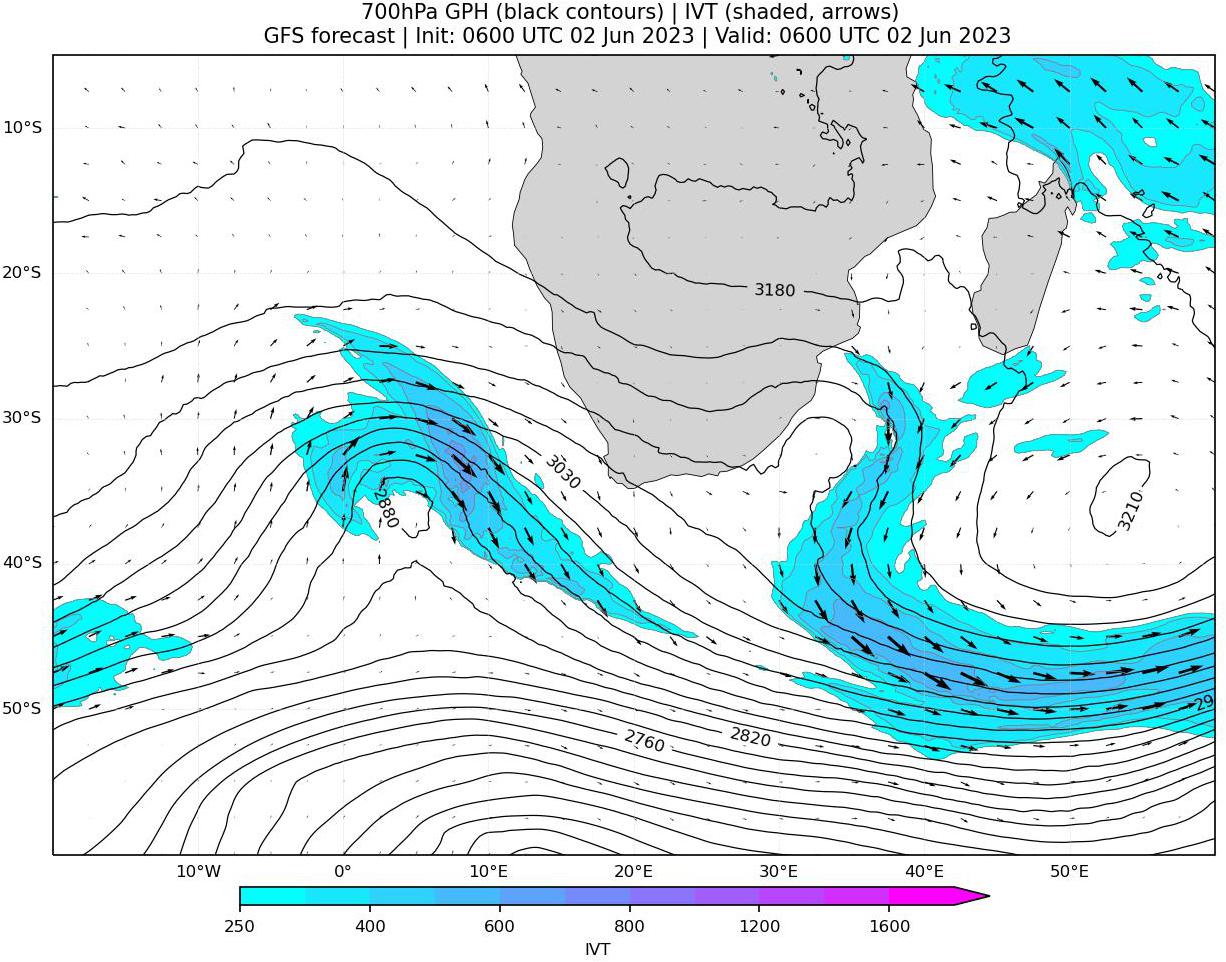 700hPa GPH (black contours) | IVT (shaded, arrows)
GFS forecast | Init: 0600 UTC 02 Jun 2023 | Valid: 0600 UTC 02 Jun 2023
10°S
20°S
3180
30°S
3030
2880
3210
40°S
50°S
29
2760
2820
10°W 0° 10°E 20°E 30°E 40°E 50°E
250 400 600 800 1200 1600
IVT